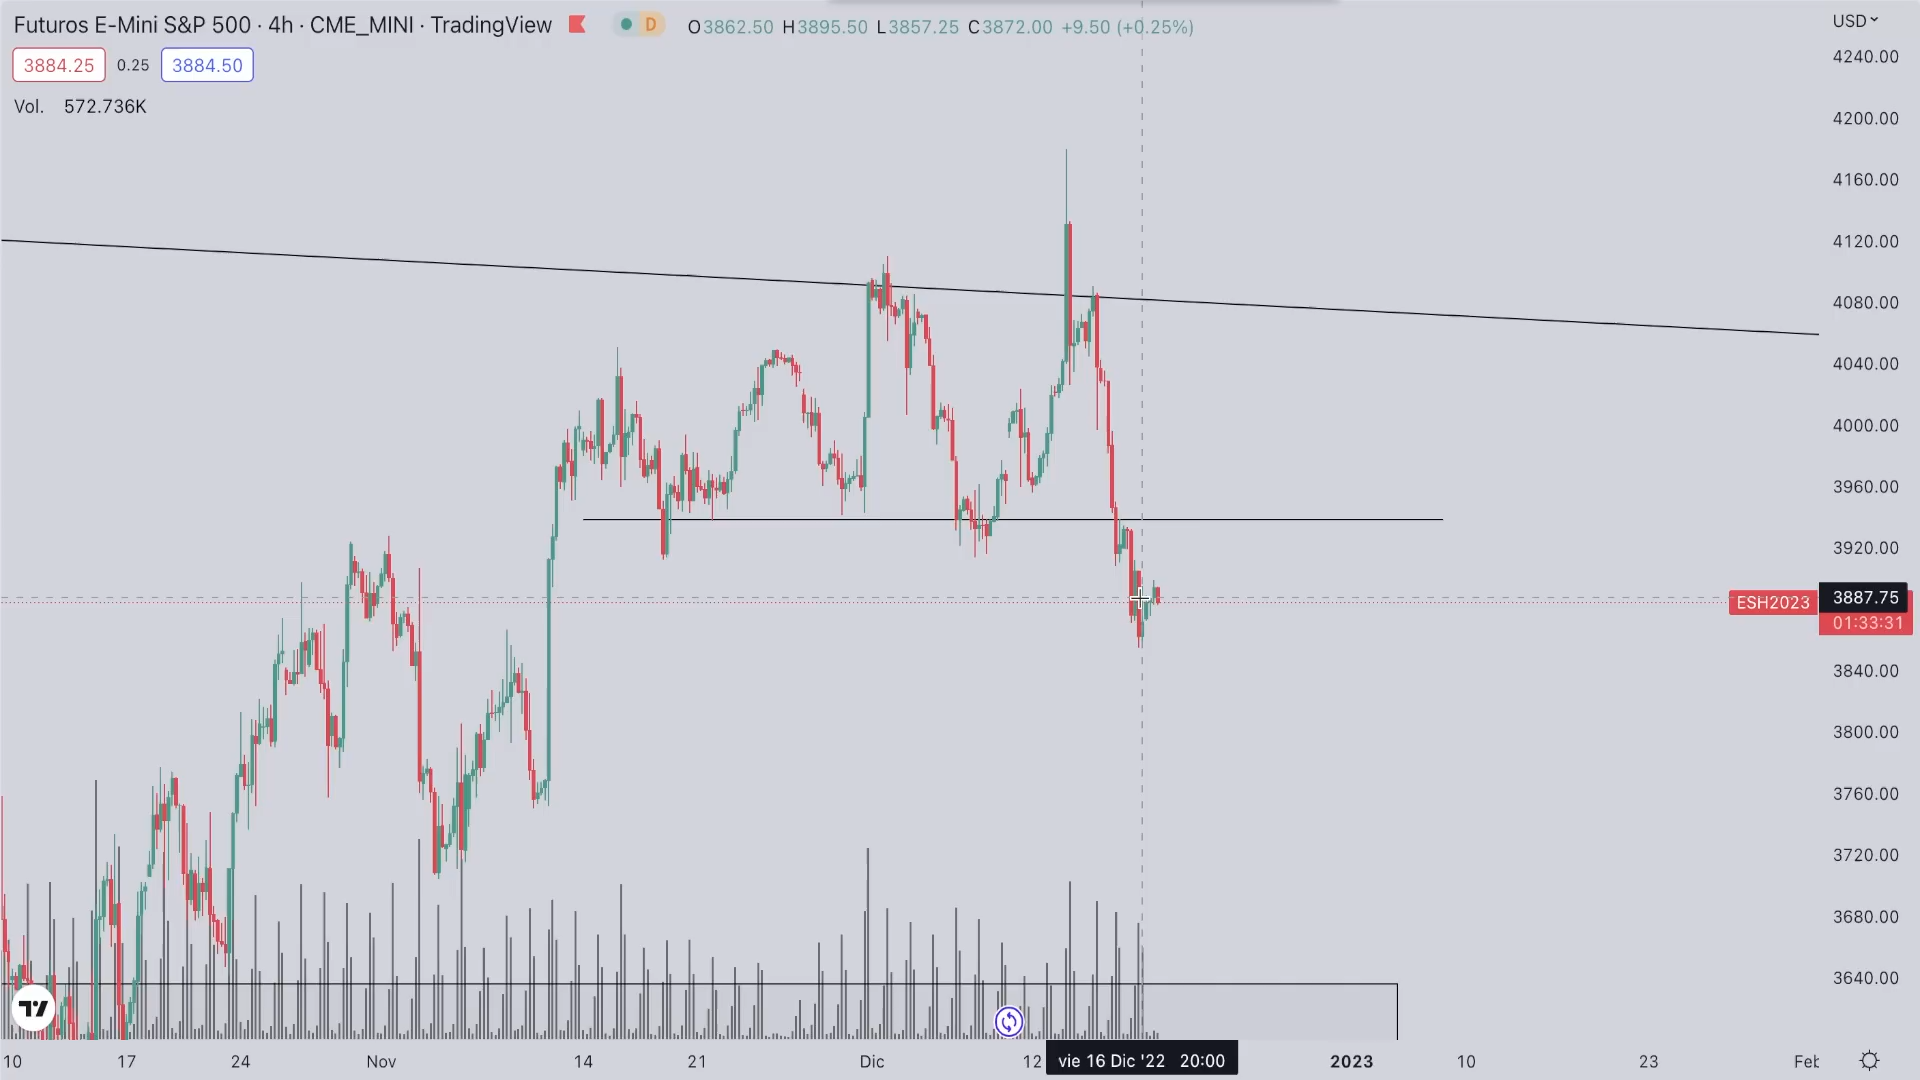 Futuros E-Mini S&P 500 · 4h · CME_MINI · TradingView D O3862.50 H3895.50 L3857.25 C3872.00 +9.50 (+0.25%)
USD
3884.25 0.25 3884.50
Vol. 572.736K
4240.00
4200.00
4160.00
4120.00
4080.00
4040.00
4000.00
3960.00
3920.00
ESH2023 3887.75
01:33:31
3840.00
3800.00
3760.00
3720.00
3680.00
3640.00
10 17 24 Nov 14 21 Dic 12 vie 16 Dic '22 20:00 2023 10 23 Feb